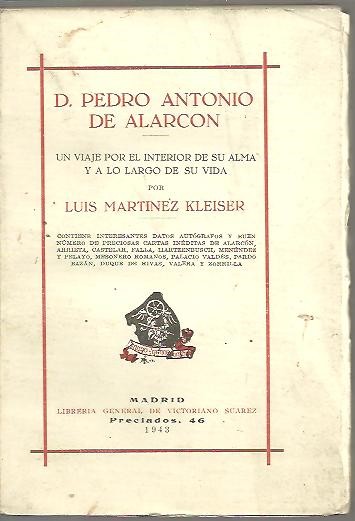 D. PEDRO ANTONIO
DE ALARCON
UN VIAJE POR EL INTERIOR DE SU ALMA
Y A LO LARGO DE SU VIDA
POR
LUIS MARTINEZ KLEISER
CONTIENE INTERESANTES DATOS AUTÓGRAFOS Y BUEN
NÚMERO DE PRECIOSAS CARTAS INÉDITAS DE ALARCÓN,
ARRIETA, CASTELAR, FALLA, HARTZENBUSCH, MENÉNDEZ
Y PELAYO, MESONERO ROMANOS, PALACIO VALDÉS, PARDO
BAZÁN, DUQUE DE RIVAS, VALERA Y ZORRILLA
MADRID
LIBRERIA GENERAL DE VICTORIANO SUAREZ
Preciados, 46
1943